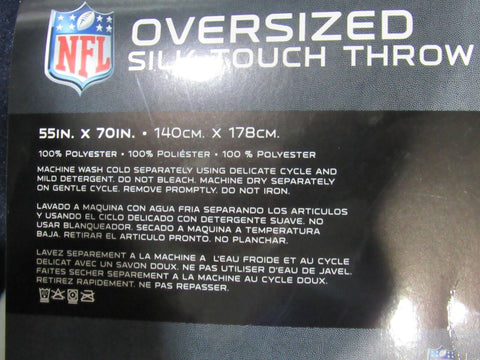 NFL
OVERSIZED
SILK TOUCH THROW
55IN. X 70IN. • 140CM. X 178CM.
100% POLYESTER • 100% POLIÉSTER • 100 % POLYESTER
MACHINE WASH COLD SEPARATELY USING DELICATE CYCLE AND
MILD DETERGENT. DO NOT BLEACH. MACHINE DRY SEPARATELY
ON GENTLE CYCLE. REMOVE PROMPTLY. DO NOT IRON.
LAVADO A MAQUINA CON AGUA FRIA SEPARANDO LOS ARTICULOS
Y USANDO EL CICLO DELICADO CON DETERGENTE SUAVE. NO
USAR BLANQUEADOR. SECADO A MAQUINA A TEMPERATURA
BAJA. RETIRAR EL ARTICULO PRONTO. NO PLANCHAR.
LAVEZ SEPAREMENT A LA MACHINE A L'EAU FROIDE ET AU CYCLE
DELICAT AVEC UN SAVON DOUX. NE PAS UTILISER D'EAU DE JAVEL.
FAITES SECHER SEPAREMENT A LA MACHINE AU CYCLE DOUX.
RETIREZ RAPIDEMENT. NE PAS REPASSER.